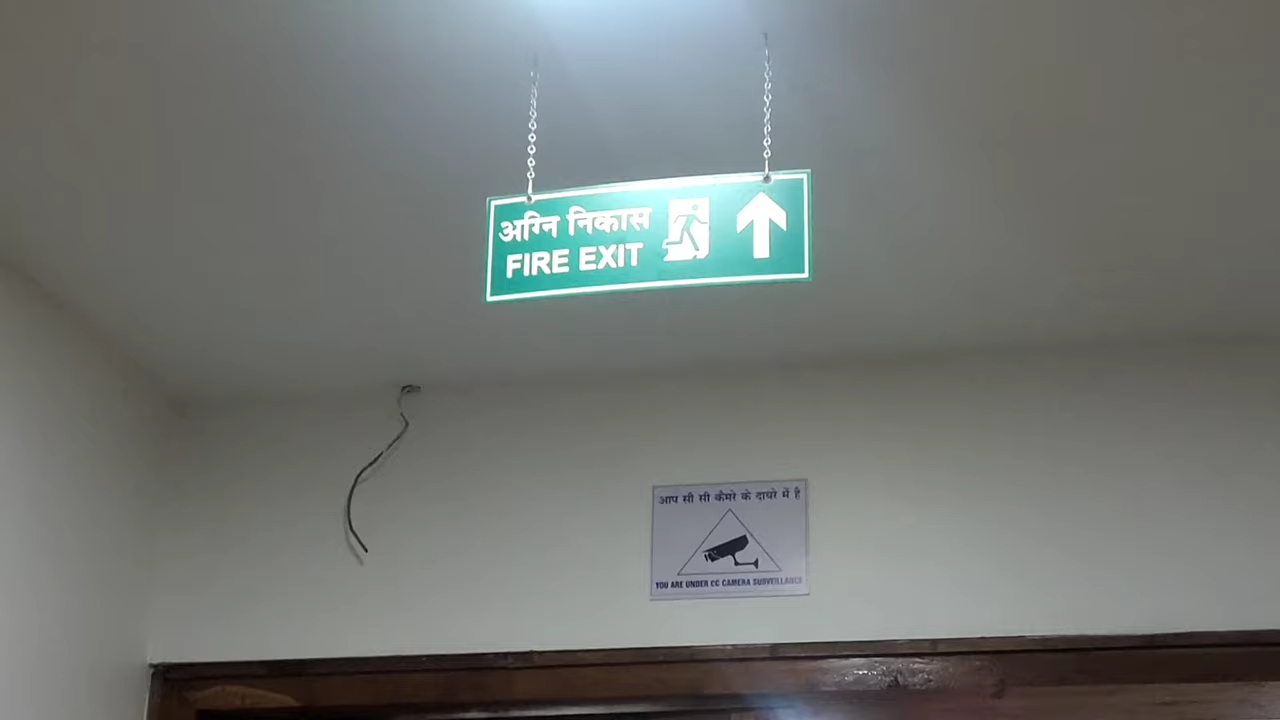 अग्नि निकास
FIRE EXIT
आप सी सी कैमरे के दायरे में है
YOU ARE UNDER CC CAMERA SURVEILLANCE